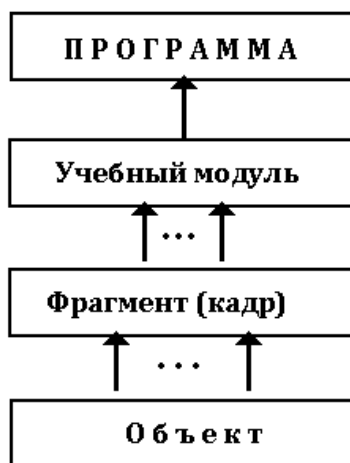 ПРОГРАММА
Учебный модуль
...
Фрагмент (кадр)
...
Объект